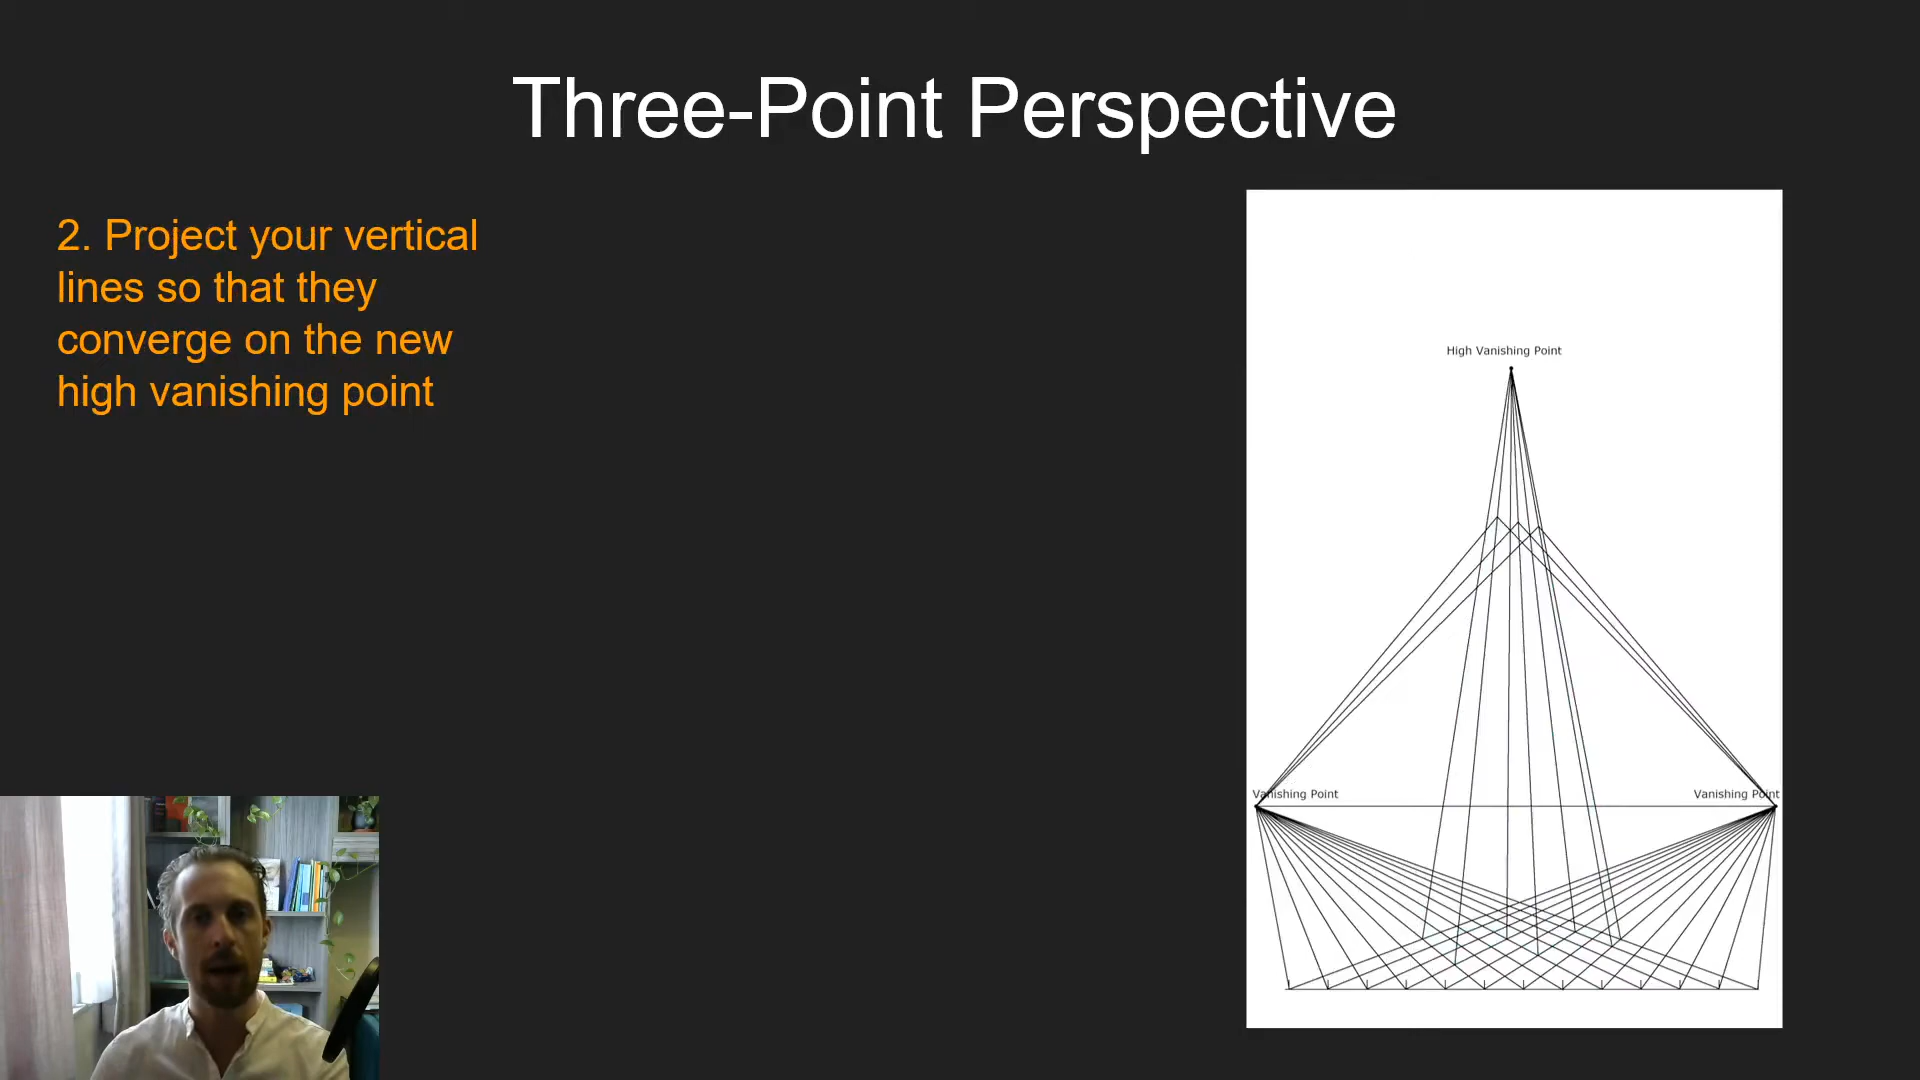 Three-Point Perspective
2. Project your vertical
lines so that they
converge on the new
high vanishing point
High Vanishing Point
Vanishing Point
Vanishing Point